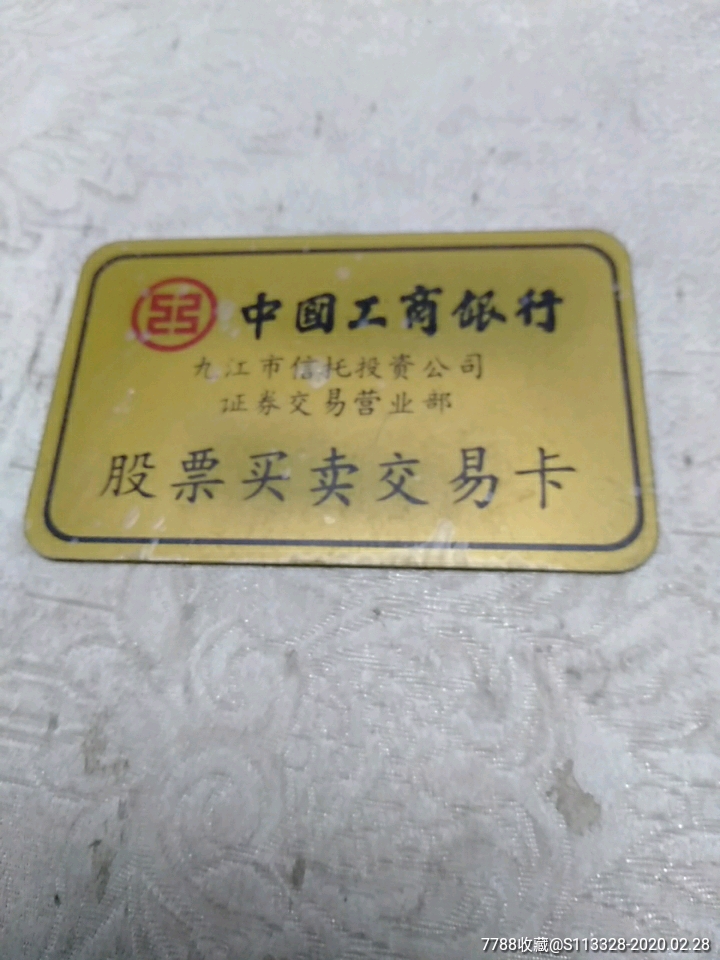 中國工商银行
九江市信托投资公司
证券交易营业部
股票买卖交易卡
7788收藏@S113328-2020.02.28